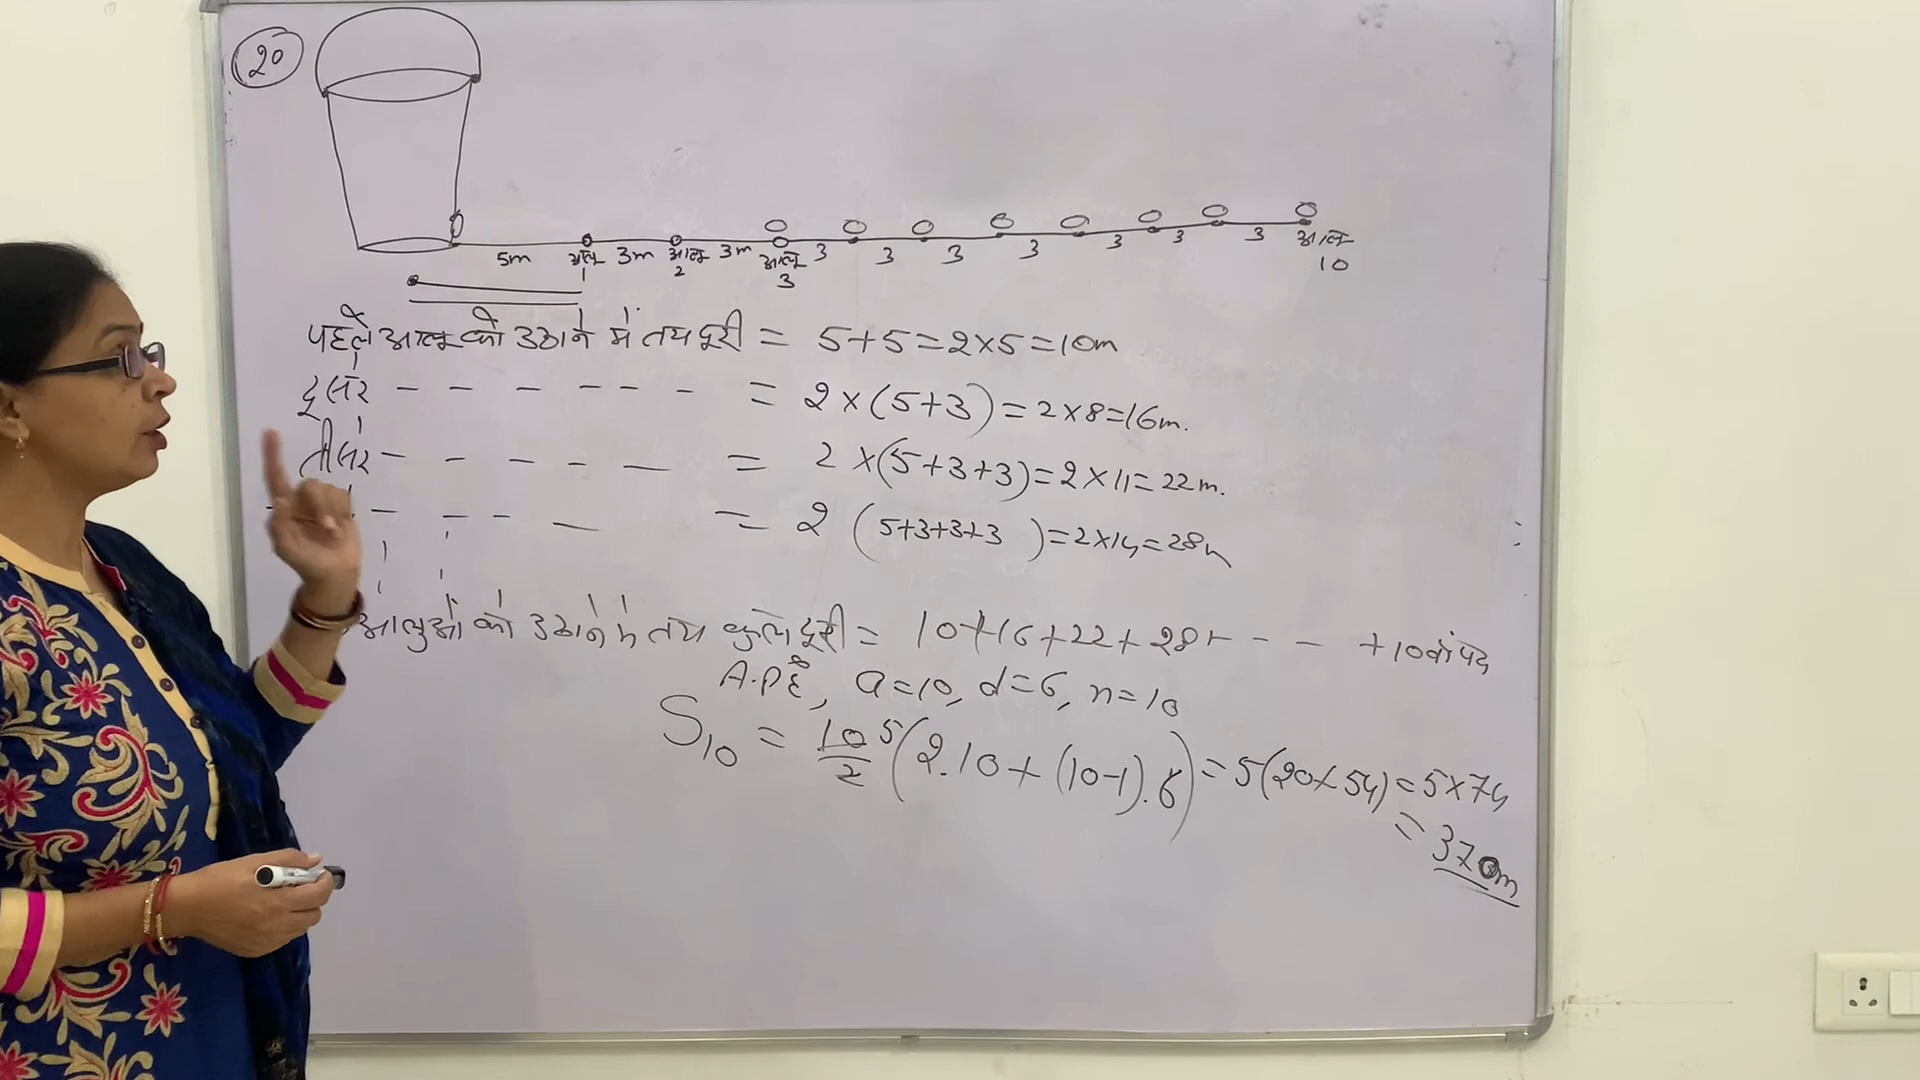 20
5m आलू 3m आलू 3m आलू 3 3 3 3 3 3 3 आलू
1 2 3 10
पहले आलू को उठाने में तय दूरी = 5+5=2×5=10m
दूसरे - - - - - - = 2×(5+3)=2×8=16m.
तीसरे - - - - - = 2×(5+3+3)=2×11=22m.
- - - - = 2 (5+3+3+3)=2×14=28m
आलुओं को उठाने में तय कुल दूरी = 10+16+22+28+ - - - +10वां पद
A.P है, a=10, d=6, n=10
S10 = 10/2 5 (2.10+(10-1).6) = 5(20+54) = 5×74
= 370m